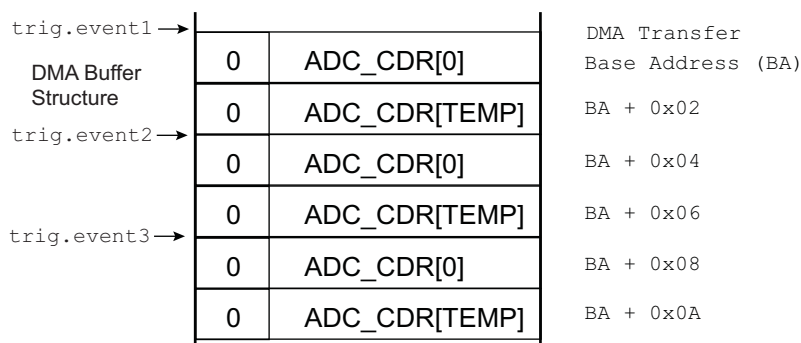 trig.event1
DMA Transfer
0 ADC_CDR[0] Base Address (BA)
DMA Buffer
Structure
0 ADC_CDR[TEMP] BA + 0x02
trig.event2
0 ADC_CDR[0] BA + 0x04
0 ADC_CDR[TEMP] BA + 0x06
trig.event3
0 ADC_CDR[0] BA + 0x08
0 ADC_CDR[TEMP] BA + 0x0A